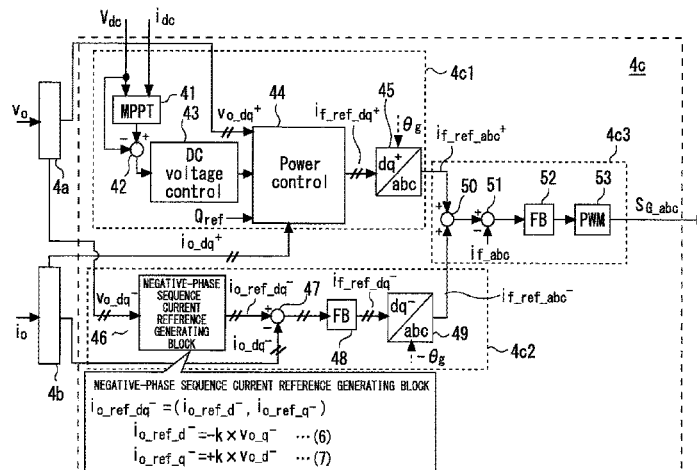 V_dc i_dc
4c
4c1
41
MPPT
44
45
v_o
43
v_o_dq^+
i_f_ref_dq^+
θ_g
i_f_ref_abc^+
4c3
- +
42
DC
voltage
control
Power
control
dq^+
abc
4a
Q_ref
50 51 52 53
+ + -
+
FB PWM
S_G_abc
i_f_abc
i_o_dq^+
v_o_dq^-
NEGATIVE-PHASE
SEQUENCE
CURRENT
REFERENCE
GENERATING
BLOCK
i_o_ref_dq^-
47
i_f_ref_dq^-
+
-
dq^-
abc
i_f_ref_abc^-
46
FB
48
49
i_o
i_o_dq^-
-θ_g
4c2
4b
NEGATIVE-PHASE SEQUENCE CURRENT REFERENCE GENERATING BLOCK
i_o_ref_dq^- =(i_o_ref_d^-, i_o_ref_q^-)
i_o_ref_d^-=-k×v_o_q^- …(6)
i_o_ref_q^-=+k×v_o_d^- …(7)